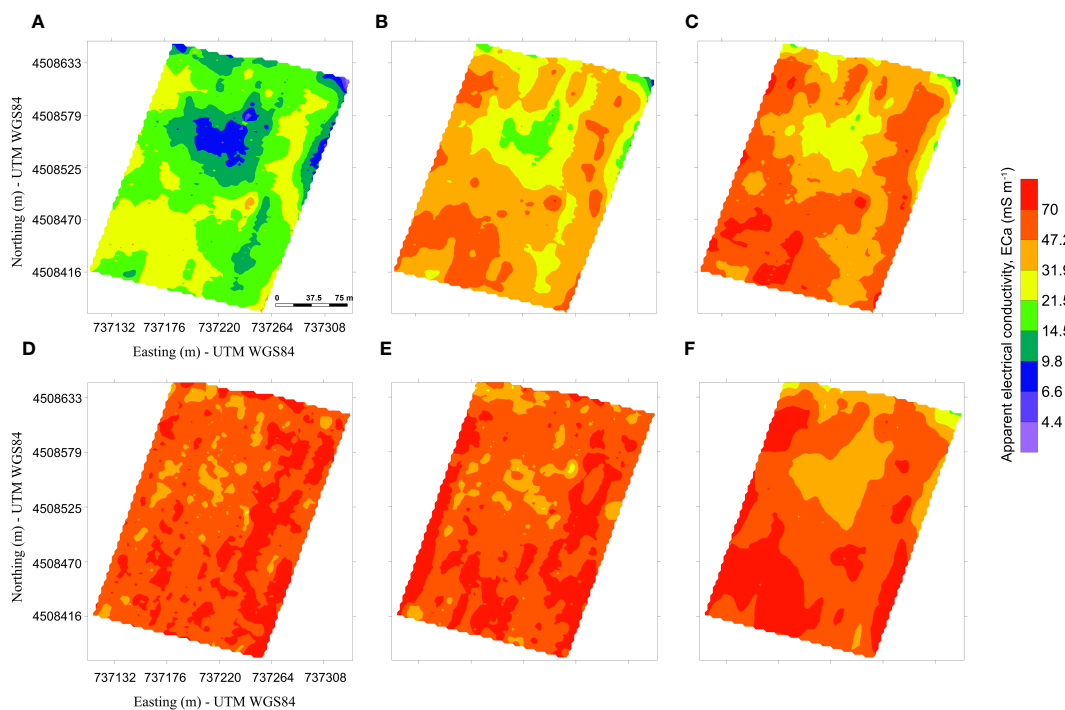 A
B
C
4508633
4508579
4508525
4508470
4508416
Northing (m) - UTM WGS84
0 37.5 75 m
737132 737176 737220 737264 737308
Easting (m) - UTM WGS84
D
E
F
4508633
4508579
4508525
4508470
4508416
Northing (m) - UTM WGS84
737132 737176 737220 737264 737308
Easting (m) - UTM WGS84
Apparent electrical conductivity, ECa (mS m⁻¹)
70
47.2
31.9
21.5
14.5
9.8
6.6
4.4